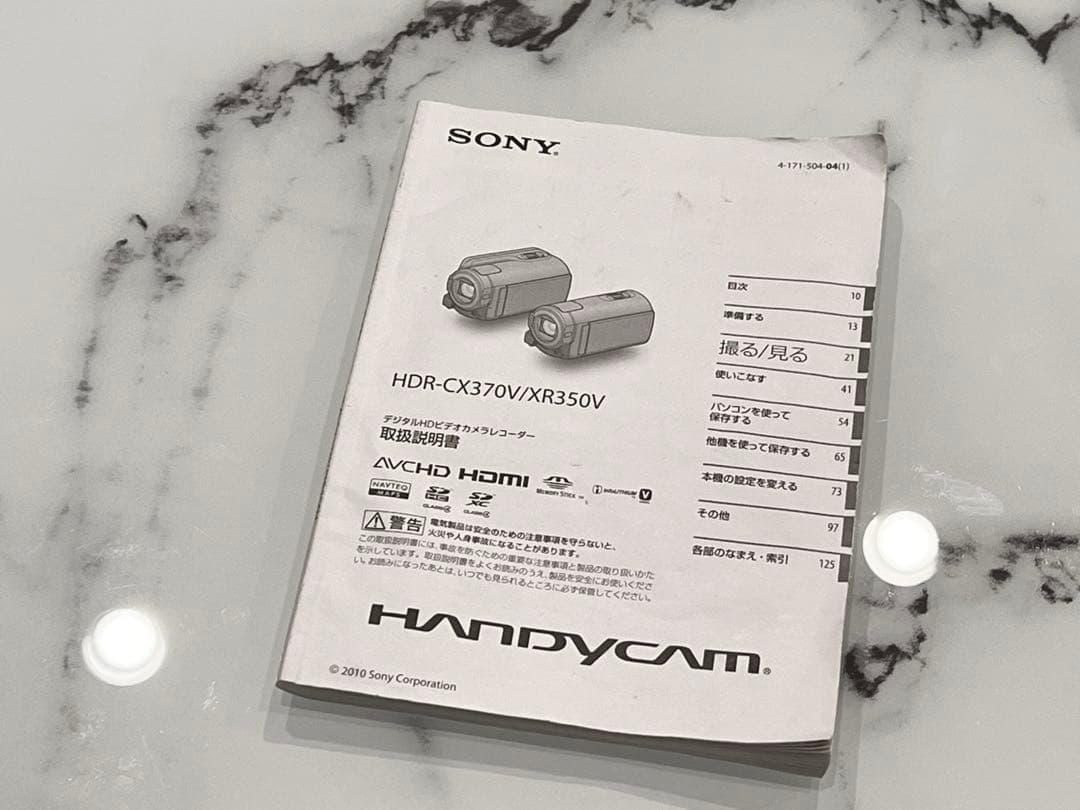 SONY®
4-171-504-04(1)
目次 10
準備する 13
撮る/見る 21
使いこなす 41
パソコンを使って
保存する 54
他機を使って保存する 65
本機の設定を変える 73
その他 97
各部のなまえ・索引 125
HDR-CX370V/XR350V
デジタルHDビデオカメラレコーダー
取扱説明書
AVCHD HDMI MEMORY STICK™ InfoLITHIUM V
NAVTEQ
MAPS
SD HC SD XC
CLASS4 CLASS4
警告 電気製品は安全のための注意事項を守らないと、
火災や人身事故になることがあります。
この取扱説明書には、事故を防ぐための重要な注意事項と製品の取り扱いかた
を示しています。取扱説明書をよくお読みのうえ、製品を安全にお使いくださ
い。お読みになったあとは、いつでも見られるところに必ず保管してください。
HANDYCAM®
© 2010 Sony Corporation